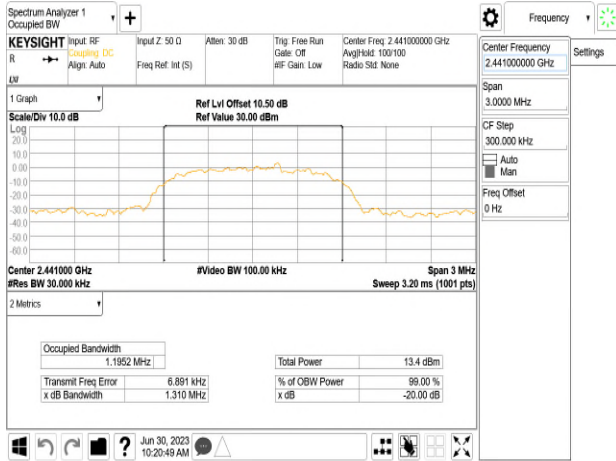 Spectrum Analyzer 1
Occupied BW
Frequency
KEYSIGHT
R
LXI
Input: RF
Coupling: DC
Align: Auto
Input Z: 50 Ω
Freq Ref: Int (S)
Atten: 30 dB
Trig: Free Run
Gate: Off
#IF Gain: Low
Center Freq: 2.441000000 GHz
Avg|Hold: 100/100
Radio Std: None
Center Frequency
2.441000000 GHz
Settings
Span
3.0000 MHz
CF Step
300.000 kHz
Auto
Man
Freq Offset
0 Hz
1 Graph
Scale/Div 10.0 dB
Ref Lvl Offset 10.50 dB
Ref Value 30.00 dBm
Log
20.0
10.0
0.00
-10.0
-20.0
-30.0
-40.0
-50.0
-60.0
Center 2.441000 GHz
#Res BW 30.000 kHz
#Video BW 100.00 kHz
Span 3 MHz
Sweep 3.20 ms (1001 pts)
2 Metrics
Occupied Bandwidth
1.1952 MHz
Total Power 13.4 dBm
Transmit Freq Error 6.891 kHz
% of OBW Power 99.00 %
x dB Bandwidth 1.310 MHz
x dB -20.00 dB
?
Jun 30, 2023
10:20:49 AM